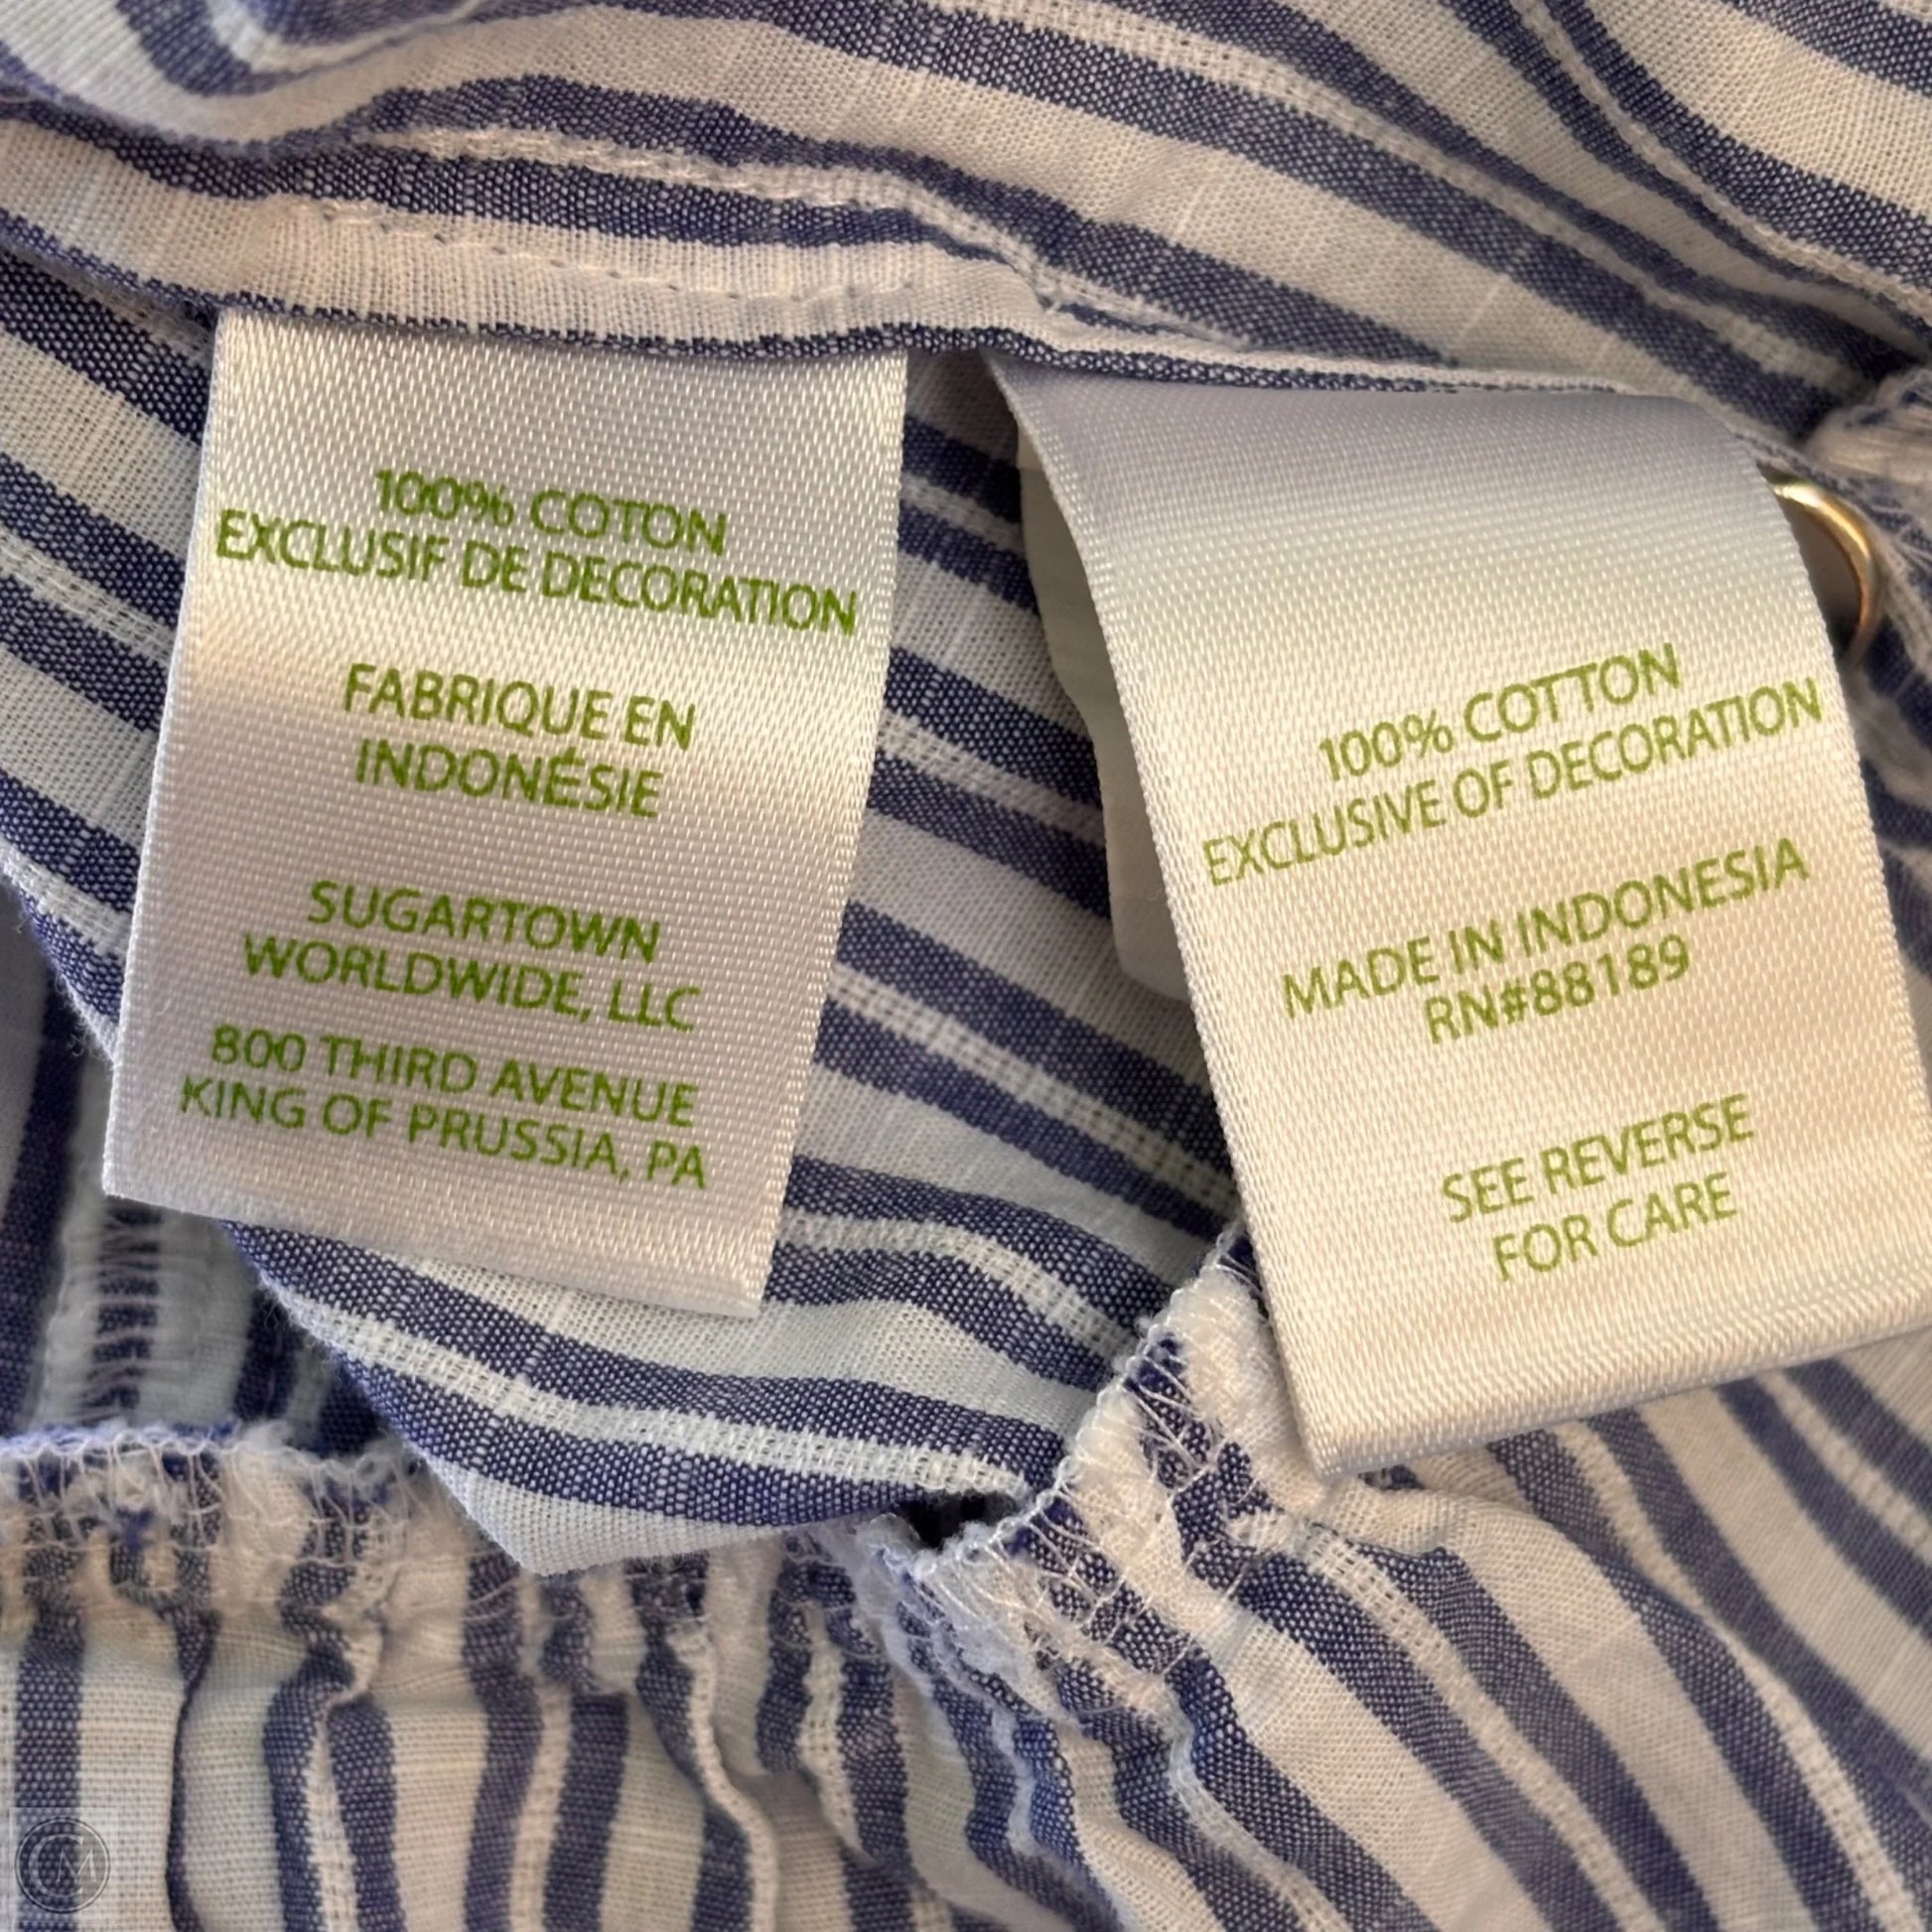 100% COTON
EXCLUSIF DE DECORATION
FABRIQUE EN
INDONÉSIE
SUGARTOWN
WORLDWIDE, LLC
800 THIRD AVENUE
KING OF PRUSSIA, PA
100% COTTON
EXCLUSIVE OF DECORATION
MADE IN INDONESIA
RN#88189
SEE REVERSE
FOR CARE
CM